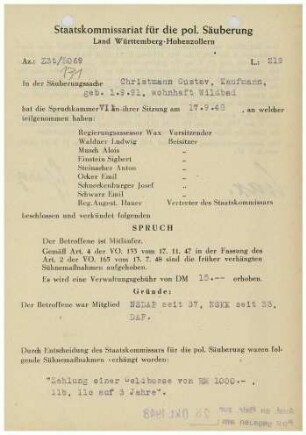 Staatskommissariat für die pol. Säuberung
Land Württemberg-Hohenzollern
Az.: 231/8069
L.: 219
In der Säuberungssache Christmann Gustav, Kaufmann,
geb. 1.9.91, wohnhaft Wildbad
hat die Spruchkammer VII in ihrer Sitzung am 17.9.48, an welcher
teilgenommen haben:
Regierungsassessor Wax Vorsitzender
Waldner Ladwig Beisitzer
Munch Alois „
Einstein Sigbert „
Steinacher Anton „
Ocker Emil „
Schneckenburger Josef „
Schwarz Emil „
Reg.Angest. Hauer Vertreter des Staatskommissars
beschlossen und verkündet folgenden
SPRUCH
Der Betroffene ist Mitläufer.
Gemäß Art. 4 der VO. 133 vom 17. 11. 47 in der Fassung des
Art. 2 der VO. 165 vom 13. 7. 48 sind die früher verhängten
Sühnemaßnahmen aufgehoben.
Es wird eine Verwaltungsgebühr von DM 15.-- erhoben.
Gründe:
Der Betroffene war Mitglied NSDAP seit 37, NSKK seit 33,
DAF.
Durch Entscheidung des Staatskommissars für die pol. Säuberung waren fol-
gende Sühnemaßnahmen verhängt worden:
"Zahlung einer Geldbusse von RM 1000.-- ,
11b, 11c auf 3 Jahre".